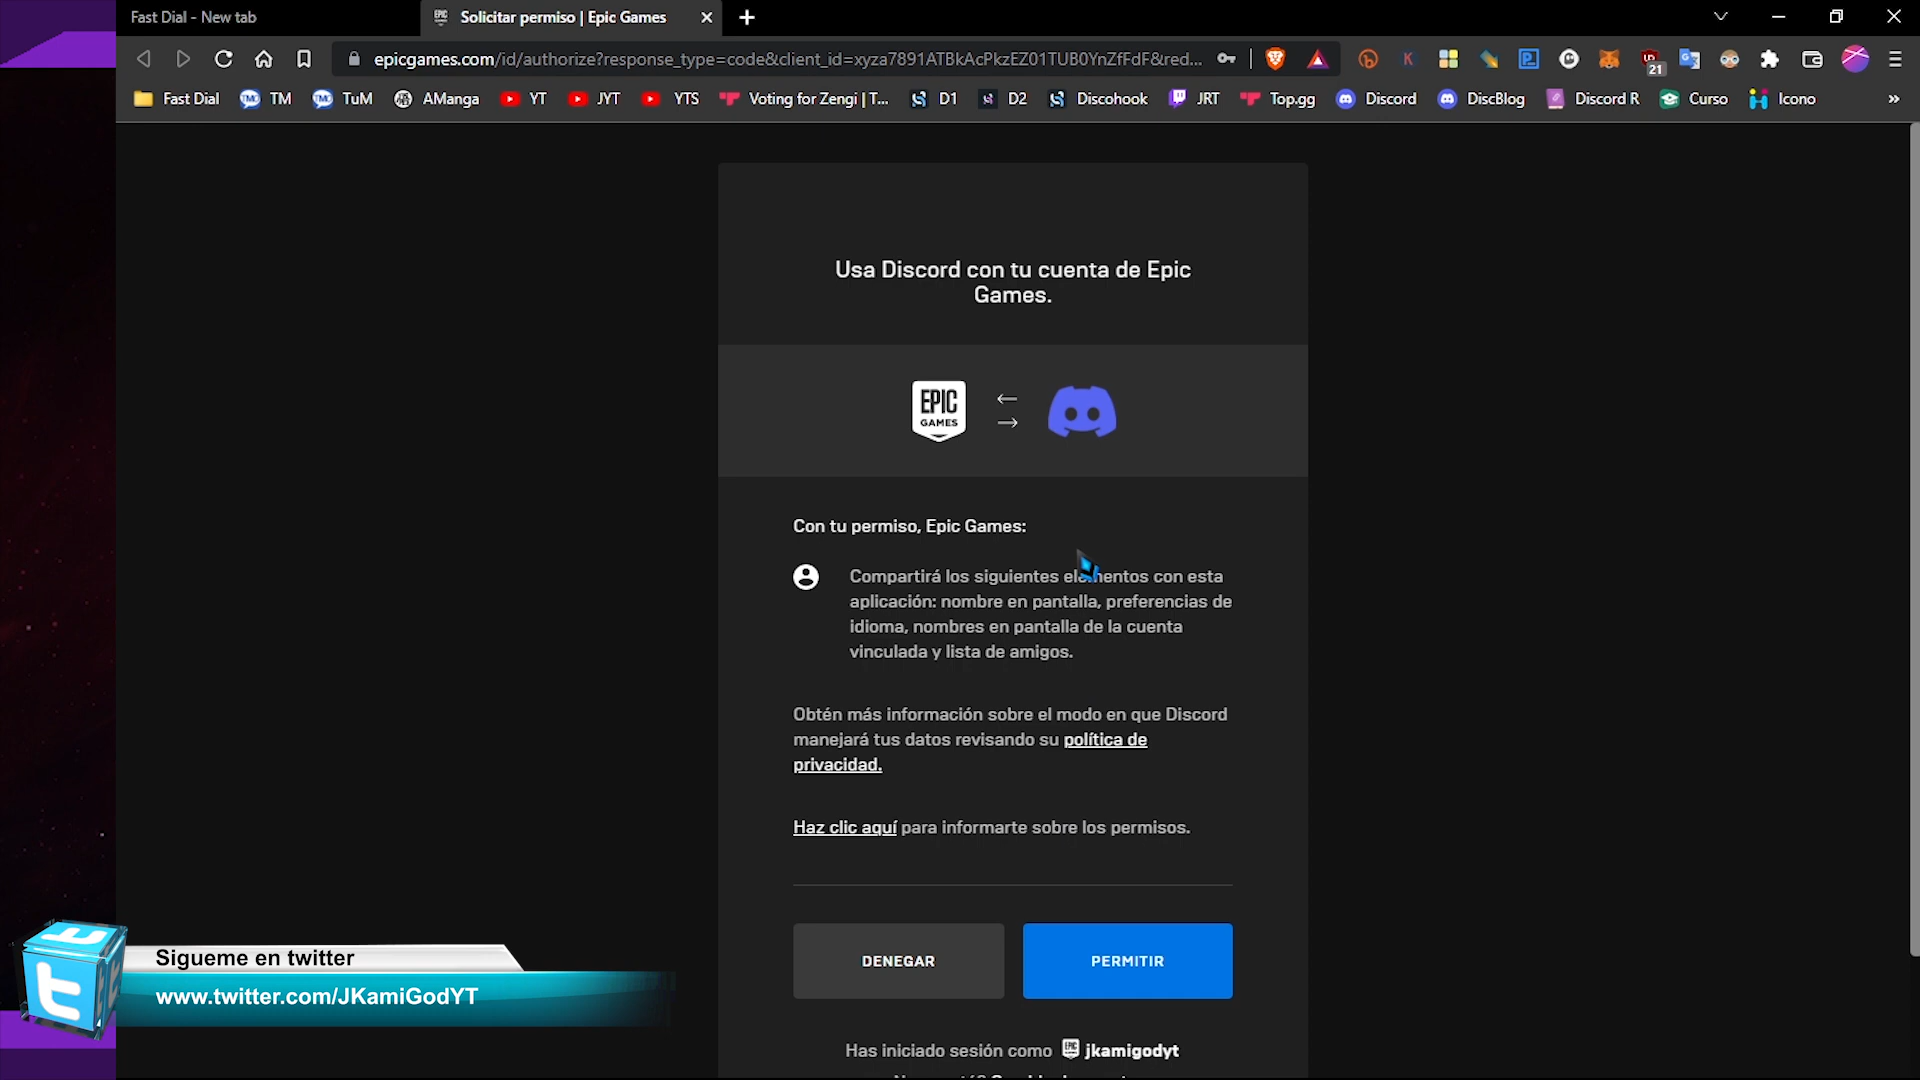 Fast Dial - New tab
Solicitar permiso | Epic Games
epicgames.com/id/authorize?response_type=code&client_id=xyza7891ATBkAcPkzEZ01TUB0YnZfFdF&red...
21
Fast Dial
TM
TuM
AManga
YT
JYT
YTS
Voting for Zengi | T...
D1
D2
Discohook
JRT
Top.gg
Discord
DiscBlog
Discord R
Curso
Icono
»
Usa Discord con tu cuenta de Epic
Games.
EPIC
GAMES
Con tu permiso, Epic Games:
Compartirá los siguientes elementos con esta
aplicación: nombre en pantalla, preferencias de
idioma, nombres en pantalla de la cuenta
vinculada y lista de amigos.
Obtén más información sobre el modo en que Discord
manejará tus datos revisando su política de
privacidad.
Haz clic aquí para informarte sobre los permisos.
DENEGAR
PERMITIR
Has iniciado sesión como jkamigodyt
Sigueme en twitter
www.twitter.com/JKamiGodYT